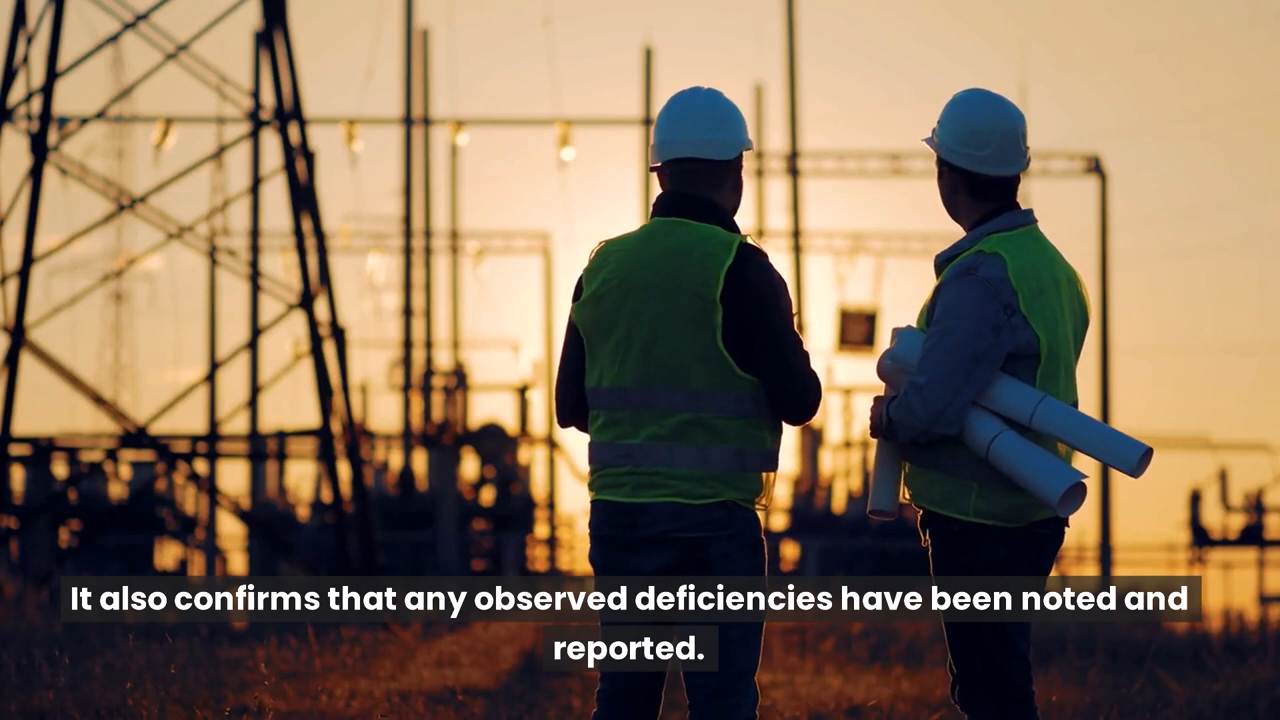 It also confirms that any observed deficiencies have been noted and
reported.